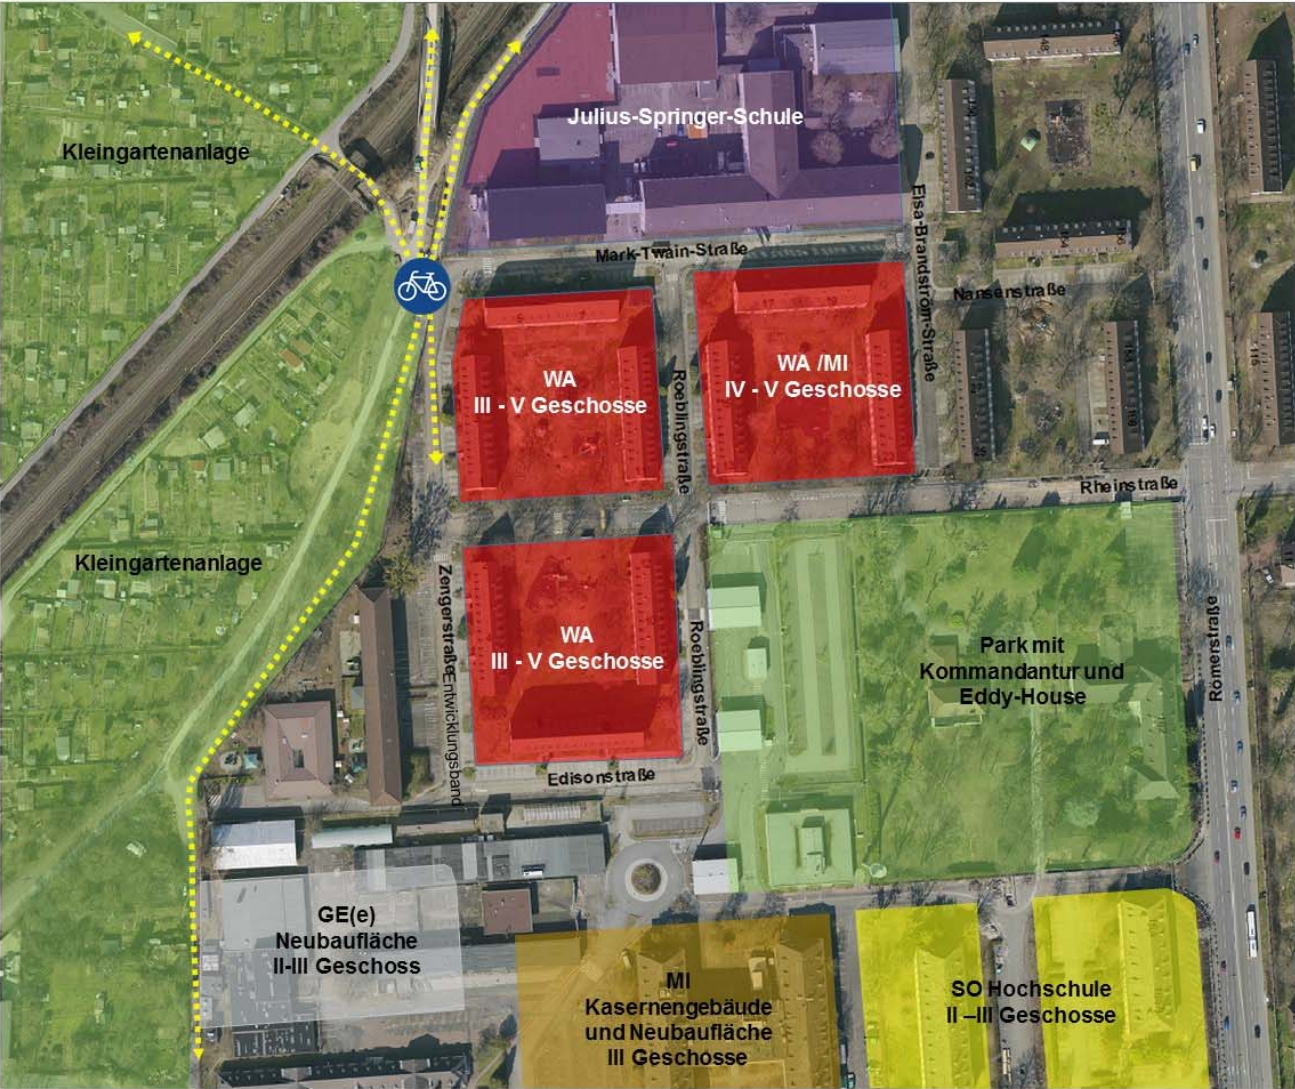 Julius-Springer-Schule
Kleingartenanlage
Mark-Twain-Straße
Elsa-Brandström-Straße
Nansenstraße
WA
III - V Geschosse
Roeblingstraße
WA /MI
IV - V Geschosse
Rheinstraße
Kleingartenanlage
Zengerstraße
Entwicklungsband
WA
III - V Geschosse
Roeblingstraße
Park mit
Kommandantur und
Eddy-House
Römerstraße
Edisonstraße
GE(e)
Neubaufläche
II-III Geschoss
MI
Kasernengebäude
und Neubaufläche
III Geschosse
SO Hochschule
II –III Geschosse